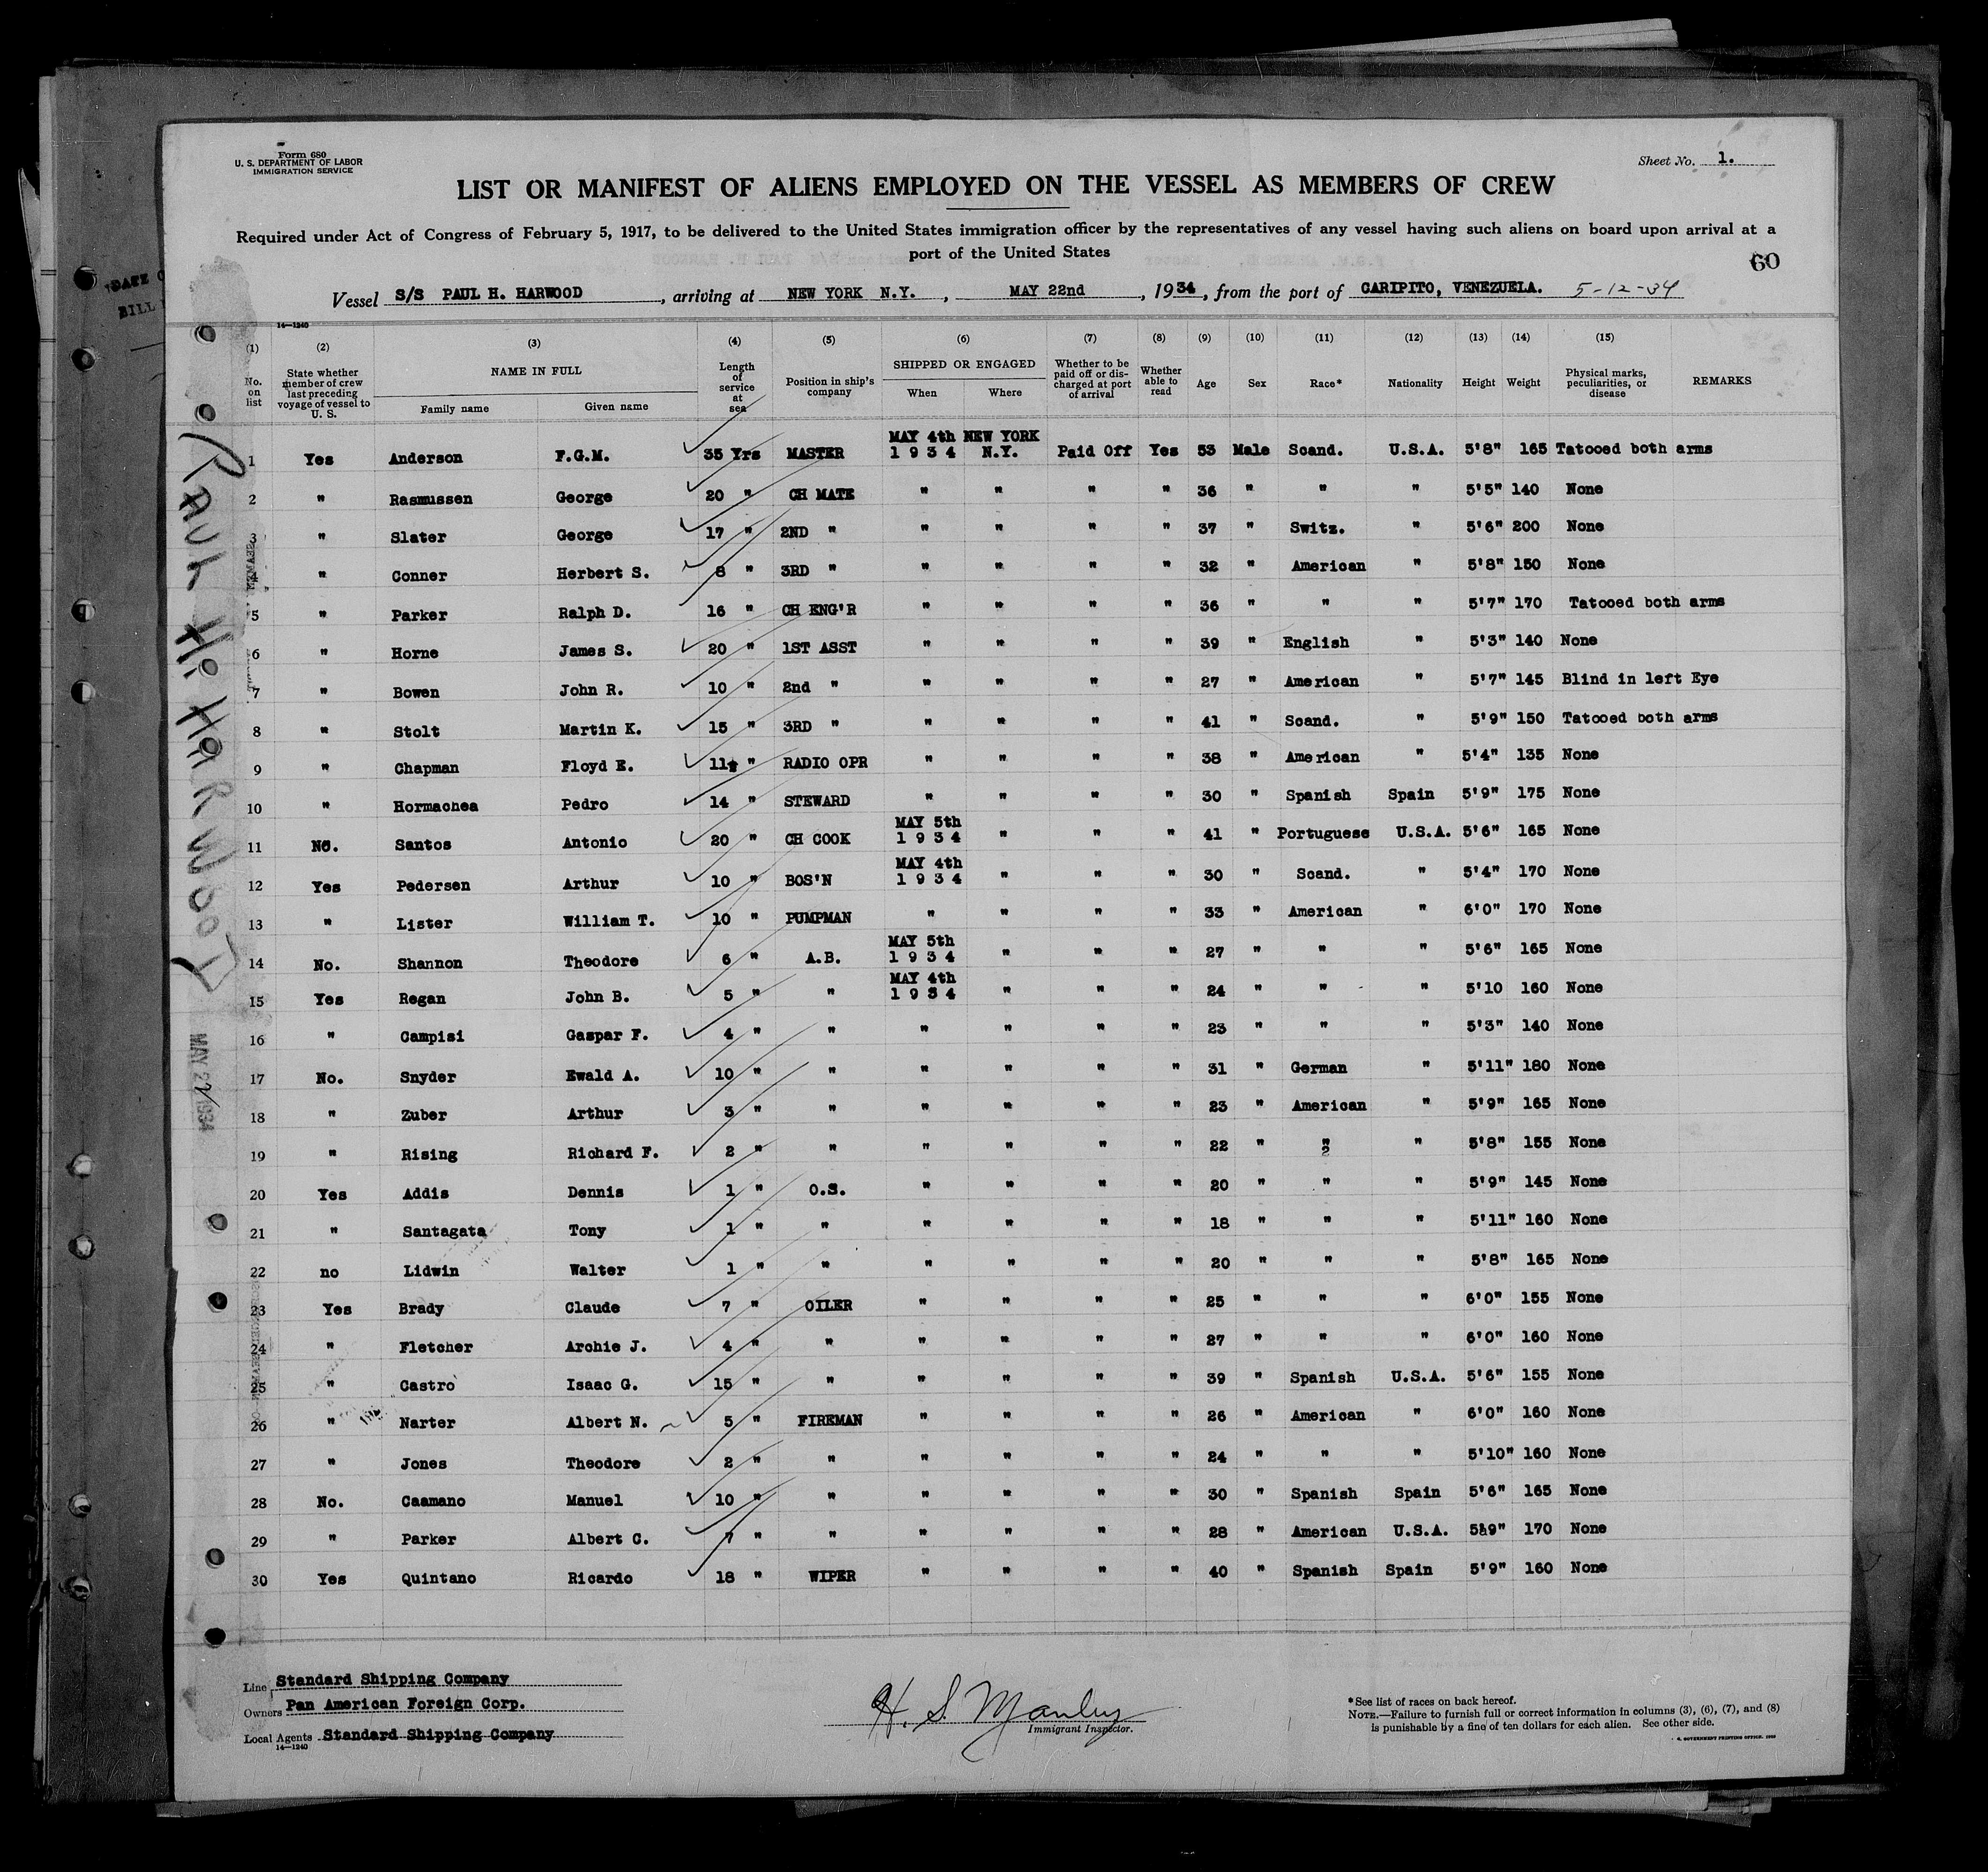 Form 680
U. S. DEPARTMENT OF LABOR
IMMIGRATION SERVICE
Sheet No. 1.
LIST OR MANIFEST OF ALIENS EMPLOYED ON THE VESSEL AS MEMBERS OF CREW
Required under Act of Congress of February 5, 1917, to be delivered to the United States immigration officer by the representatives of any vessel having such aliens on board upon arrival at a
port of the United States
60
Vessel S/S PAUL H. HARWOOD, arriving at NEW YORK N.Y., MAY 22nd, 1934, from the port of CARIPITO, VENEZUELA. 5-12-34
14—1240
(1) (2) (3) (4) (5) (6) (7) (8) (9) (10) (11) (12) (13) (14) (15)
No. on list | State whether member of crew last preceding voyage of vessel to U. S. | NAME IN FULL Family name Given name | Length of service at sea | Position in ship's company | SHIPPED OR ENGAGED When Where | Whether to be paid off or discharged at port of arrival | Whether able to read | Age | Sex | Race* | Nationality | Height | Weight | Physical marks, peculiarities, or disease | REMARKS
1 Yes Anderson F.G.M. 35 Yrs MASTER MAY 4th 1934 NEW YORK N.Y. Paid Off Yes 53 Male Scand. U.S.A. 5'8" 165 Tatooed both arms
2 " Rasmussen George 20 " CH MATE " " " " 36 " " " 5'5" 140 None
3 " Slater George 17 " 2ND " " " " " 37 " Switz. " 5'6" 200 None
4 " Conner Herbert S. 8 " 3RD " " " " " 32 " American " 5'8" 150 None
5 " Parker Ralph D. 16 " CH ENG'R " " " " 36 " " " 5'7" 170 Tatooed both arms
6 " Horne James S. 20 " 1ST ASST " " " " 39 " English " 5'3" 140 None
7 " Bowen John R. 10 " 2nd " " " " " 27 " American " 5'7" 145 Blind in left Eye
8 " Stolt Martin K. 15 " 3RD " " " " " 41 " Scand. " 5'9" 150 Tatooed both arms
9 " Chapman Floyd E. 11 " RADIO OPR " " " " 38 " American " 5'4" 135 None
10 " Hormachea Pedro 14 " STEWARD " " " " 30 " Spanish Spain 5'9" 175 None
11 No. Santos Antonio 20 " CH COOK MAY 5th 1934 " " " 41 " Portuguese U.S.A. 5'6" 165 None
12 Yes Pedersen Arthur 10 " BOS'N MAY 4th 1934 " " " 30 " Scand. " 5'4" 170 None
13 " Lister William T. 10 " PUMPMAN " " " " 33 " American " 6'0" 170 None
14 No. Shannon Theodore 6 " A.B. MAY 5th 1934 " " " 27 " " " 5'6" 165 None
15 Yes Regan John B. 5 " " MAY 4th 1934 " " " 24 " " " 5'10 160 None
16 " Campisi Gaspar F. 4 " " " " " " 23 " " " 5'3" 140 None
17 No. Snyder Ewald A. 10 " " " " " " 31 " German " 5'11" 180 None
18 " Zuber Arthur 3 " " " " " " 23 " American " 5'9" 165 None
19 " Rising Richard F. 2 " " " " " " 22 " " " 5'8" 155 None
20 Yes Addis Dennis 1 " O.S. " " " " 20 " " " 5'9" 145 None
21 " Santagata Tony 1 " " " " " " 18 " " " 5'11" 160 None
22 no Lidwin Walter 1 " " " " " " 20 " " " 5'8" 165 None
23 Yes Brady Claude 7 " OILER " " " " 25 " " " 6'0" 155 None
24 " Fletcher Archie J. 4 " " " " " " 27 " " " 6'0" 160 None
25 " Castro Isaac G. 15 " " " " " " 39 " Spanish U.S.A. 5'6" 155 None
26 " Narter Albert N. 5 " FIREMAN " " " " 26 " American " 6'0" 160 None
27 " Jones Theodore 2 " " " " " " 24 " " " 5'10" 160 None
28 No. Caamano Manuel 10 " " " " " " 30 " Spanish Spain 5'6" 165 None
29 " Parker Albert C. 7 " " " " " " 28 " American U.S.A. 5'9" 170 None
30 Yes Quintano Ricardo 18 " WIPER " " " " 40 " Spanish Spain 5'9" 160 None
PAUL H. HARWOOD
MAY 22 1934
Line Standard Shipping Company
Owners Pan American Foreign Corp.
Local Agents Standard Shipping Company
14—1240
H. S. Manley
Immigrant Inspector.
*See list of races on back hereof.
NOTE.—Failure to furnish full or correct information in columns (3), (6), (7), and (8)
is punishable by a fine of ten dollars for each alien. See other side.